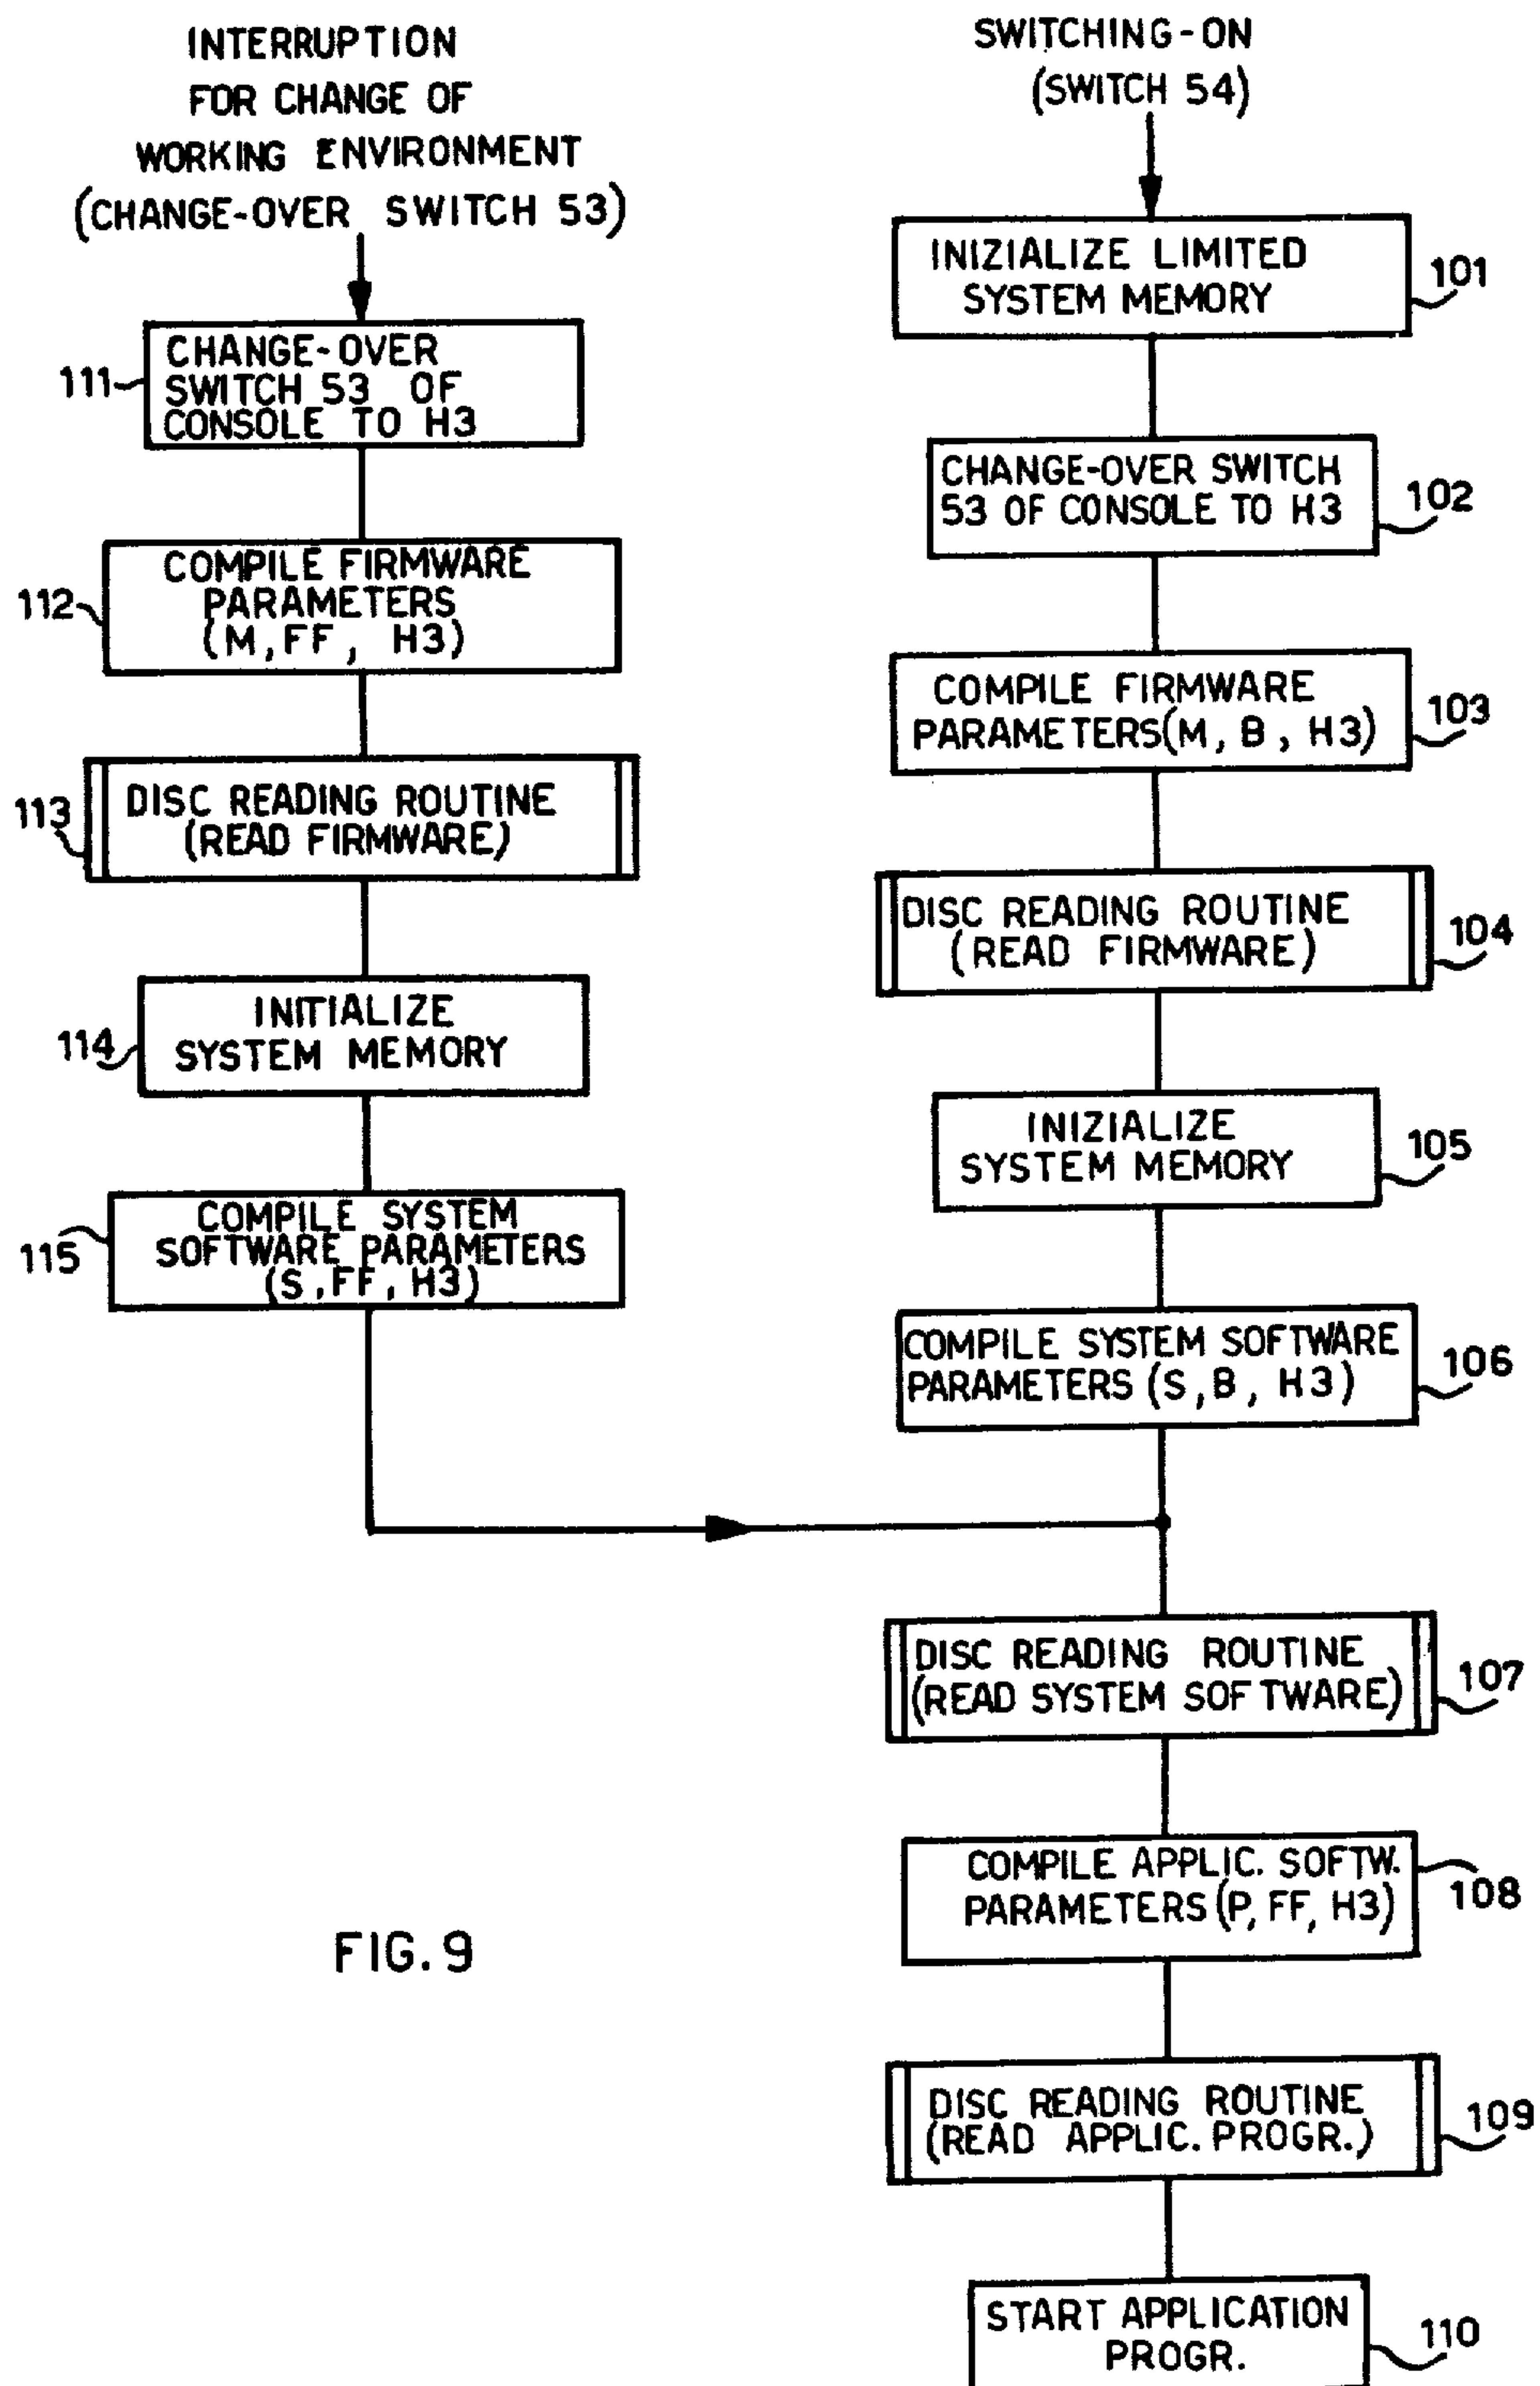 INTERRUPTION
FOR CHANGE OF
WORKING ENVIRONMENT
(CHANGE-OVER SWITCH 53)
111
CHANGE-OVER
SWITCH 53 OF
CONSOLE TO H3
112
COMPILE FIRMWARE
PARAMETERS
(M, FF, H3)
113
DISC READING ROUTINE
(READ FIRMWARE)
114
INITIALIZE
SYSTEM MEMORY
115
COMPILE SYSTEM
SOFTWARE PARAMETERS
(S, FF, H3)
SWITCHING-ON
(SWITCH 54)
INIZIALIZE LIMITED
SYSTEM MEMORY
101
CHANGE-OVER SWITCH
53 OF CONSOLE TO H3
102
COMPILE FIRMWARE
PARAMETERS(M, B, H3)
103
DISC READING ROUTINE
(READ FIRMWARE)
104
INIZIALIZE
SYSTEM MEMORY
105
COMPILE SYSTEM SOFTWARE
PARAMETERS (S, B, H3)
106
DISC READING ROUTINE
(READ SYSTEM SOFTWARE)
107
COMPILE APPLIC. SOFTW.
PARAMETERS (P, FF, H3)
108
DISC READING ROUTINE
(READ APPLIC. PROGR.)
109
START APPLICATION
PROGR.
110
FIG. 9